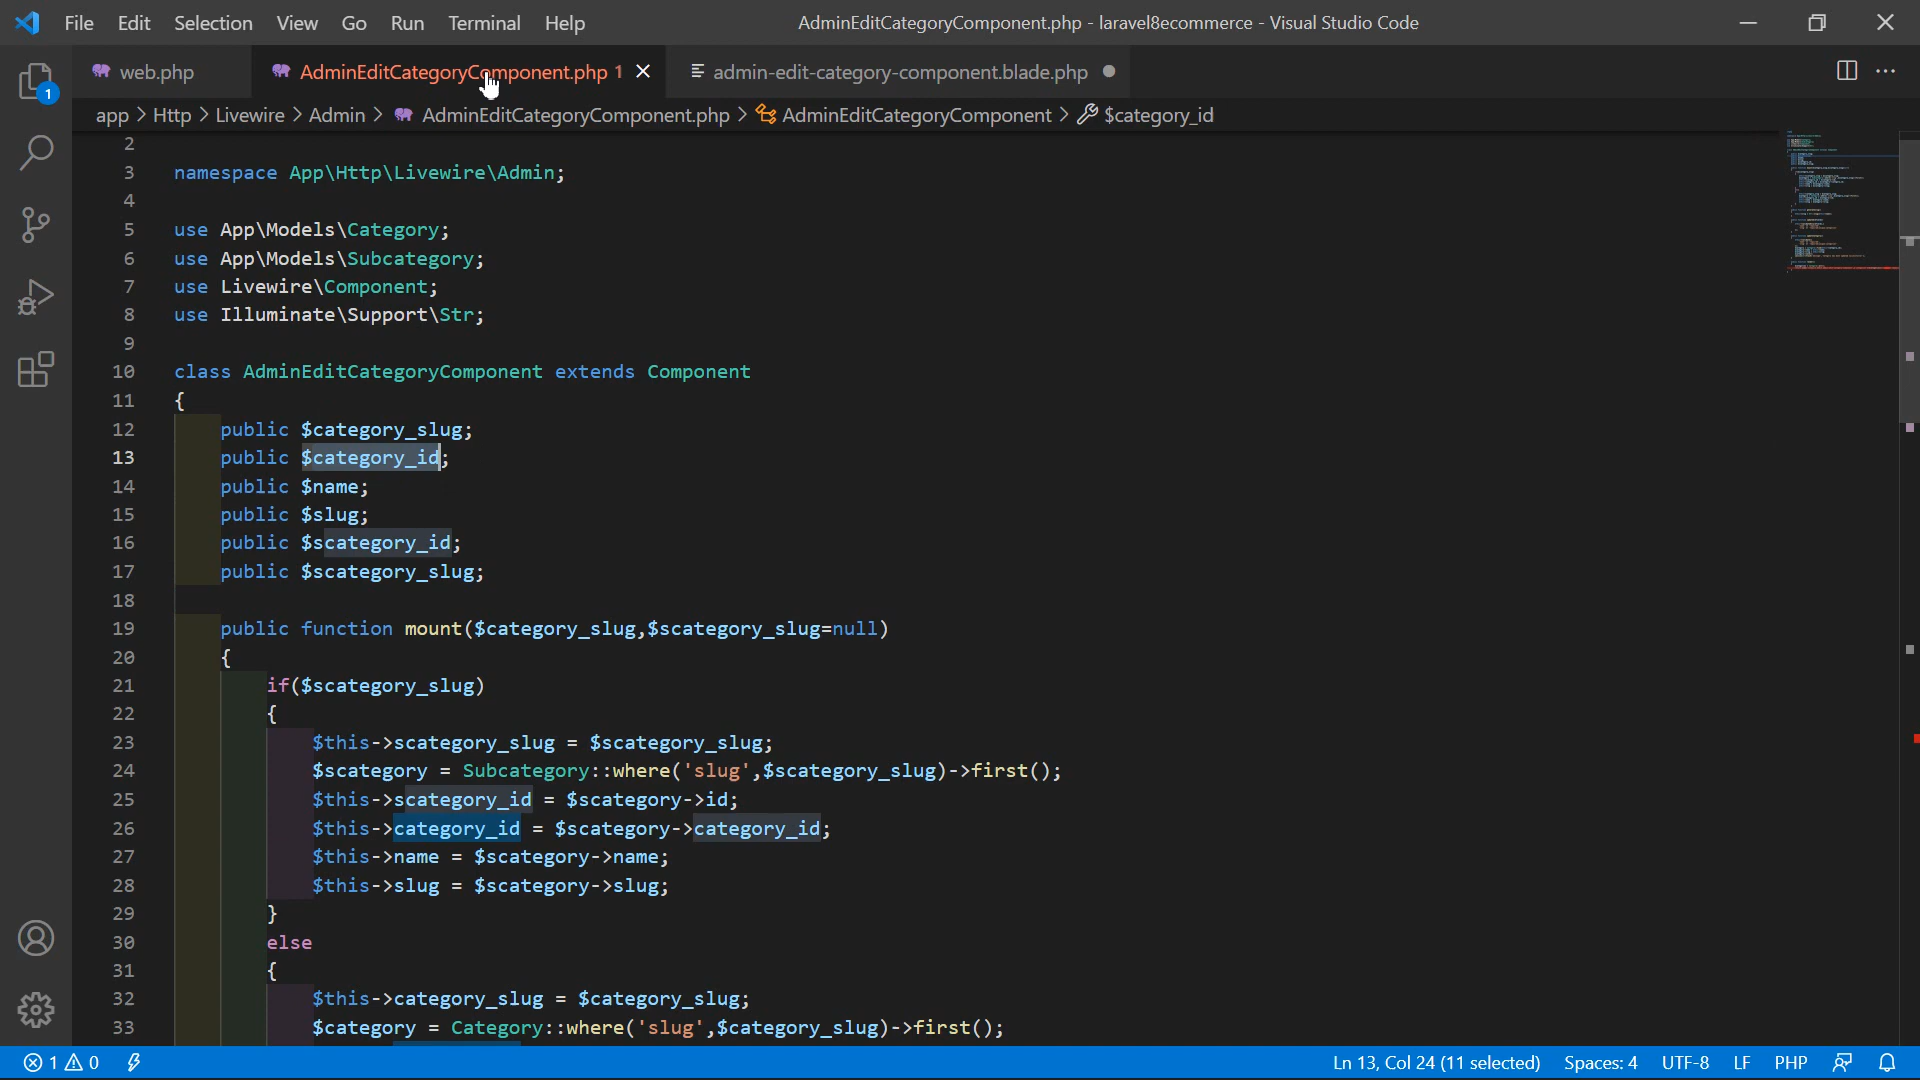 File Edit Selection View Go Run Terminal Help
AdminEditCategoryComponent.php - laravel8ecommerce - Visual Studio Code
web.php
AdminEditCategoryComponent.php 1
admin-edit-category-component.blade.php
1
app > Http > Livewire > Admin > AdminEditCategoryComponent.php > AdminEditCategoryComponent > $category_id
2
3 namespace App\Http\Livewire\Admin;
4
5 use App\Models\Category;
6 use App\Models\Subcategory;
7 use Livewire\Component;
8 use Illuminate\Support\Str;
9
10 class AdminEditCategoryComponent extends Component
11 {
12 public $category_slug;
13 public $category_id;
14 public $name;
15 public $slug;
16 public $scategory_id;
17 public $scategory_slug;
18
19 public function mount($category_slug,$scategory_slug=null)
20 {
21 if($scategory_slug)
22 {
23 $this->scategory_slug = $scategory_slug;
24 $scategory = Subcategory::where('slug',$scategory_slug)->first();
25 $this->scategory_id = $scategory->id;
26 $this->category_id = $scategory->category_id;
27 $this->name = $scategory->name;
28 $this->slug = $scategory->slug;
29 }
30 else
31 {
32 $this->category_slug = $category_slug;
33 $category = Category::where('slug',$category_slug)->first();
1 0
Ln 13, Col 24 (11 selected) Spaces: 4 UTF-8 LF PHP